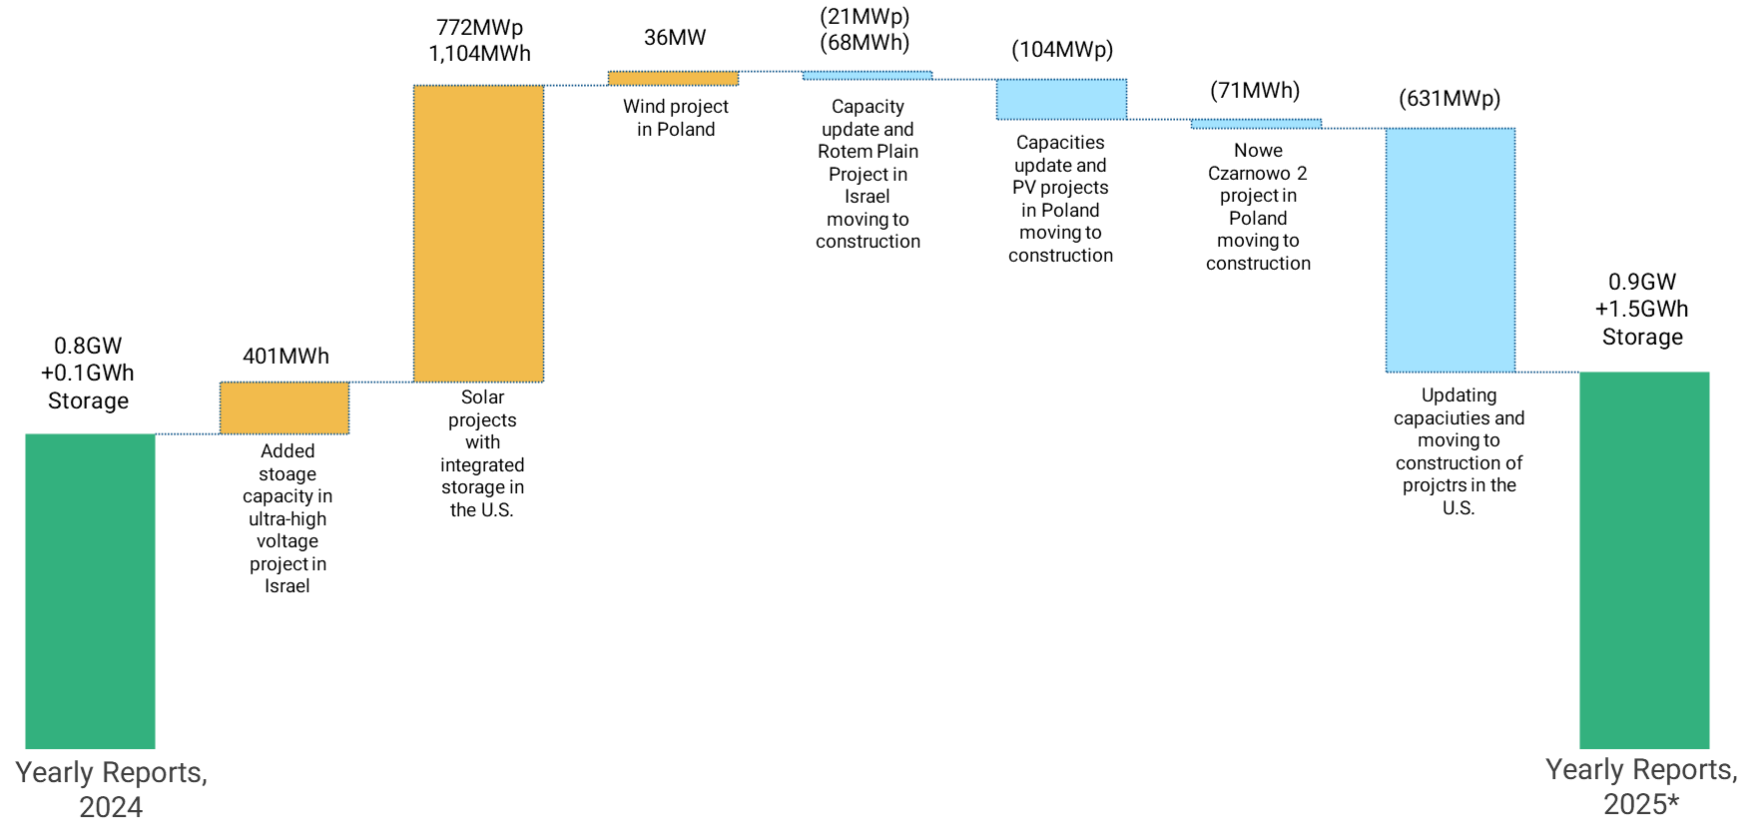 0.8GW
+0.1GWh
Storage
Yearly Reports,
2024
401MWh
Added
stoage
capacity in
ultra-high
voltage
project in
Israel
772MWp
1,104MWh
Solar
projects
with
integrated
storage in
the U.S.
36MW
Wind project
in Poland
(21MWp)
(68MWh)
Capacity
update and
Rotem Plain
Project in
Israel
moving to
construction
(104MWp)
Capacities
update and
PV projects
in Poland
moving to
construction
(71MWh)
Nowe
Czarnowo 2
project in
Poland
moving to
construction
(631MWp)
Updating
capaciuties and
moving to
construction of
projctrs in the
U.S.
0.9GW
+1.5GWh
Storage
Yearly Reports,
2025*